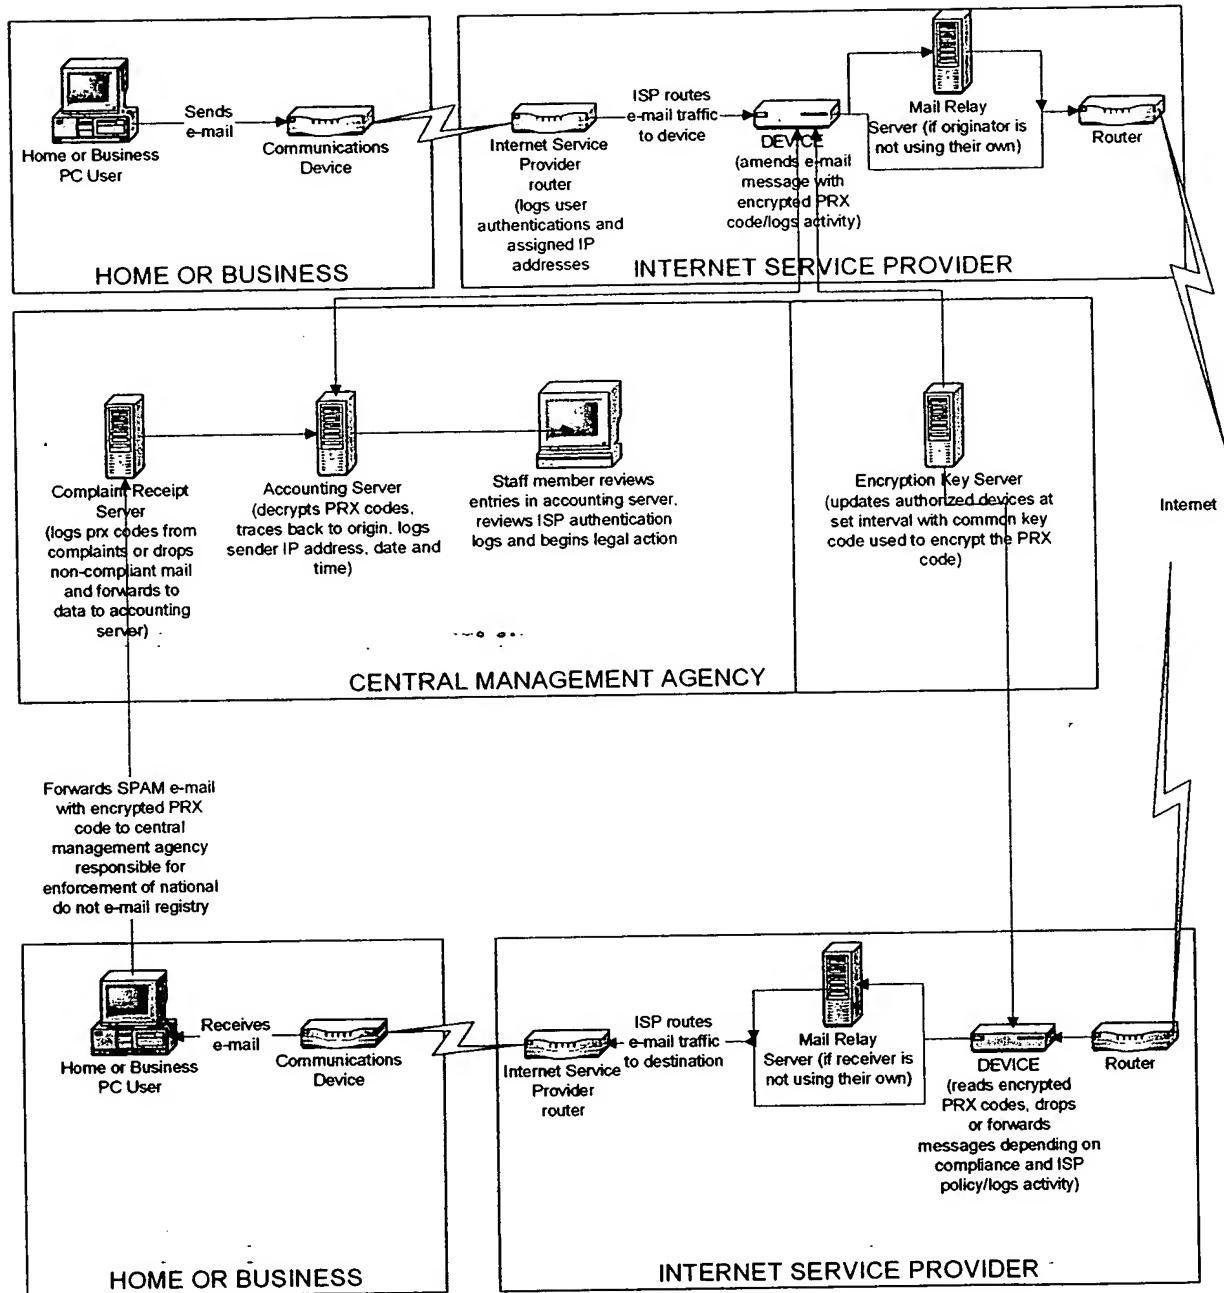 Sends
e-mail
Home or Business
PC User
Communications
Device
HOME OR BUSINESS
Internet Service
Provider
router
(logs user
authentications and
assigned IP
addresses
ISP routes
e-mail traffic
to device
DEVICE
(amends e-mail
message with
encrypted PRX
code/logs activity)
Mail Relay
Server (if originator is
not using their own)
Router
INTERNET SERVICE PROVIDER
Complaint Receipt
Server
(logs prx codes from
complaints or drops
non-compliant mail
and forwards to
data to accounting
server)
Accounting Server
(decrypts PRX codes,
traces back to origin, logs
sender IP address, date and
time)
Staff member reviews
entries in accounting server,
reviews ISP authentication
logs and begins legal action
Encryption Key Server
(updates authorized devices at
set interval with common key
code used to encrypt the PRX
code)
Internet
CENTRAL MANAGEMENT AGENCY
Forwards SPAM e-mail
with encrypted PRX
code to central
management agency
responsible for
enforcement of national
do not e-mail registry
Home or Business
PC User
Receives
e-mail
Communications
Device
HOME OR BUSINESS
Internet Service
Provider
router
ISP routes
e-mail traffic
to destination
Mail Relay
Server (if receiver is
not using their own)
DEVICE
(reads encrypted
PRX codes, drops
or forwards
messages depending on
compliance and ISP
policy/logs activity)
Router
INTERNET SERVICE PROVIDER